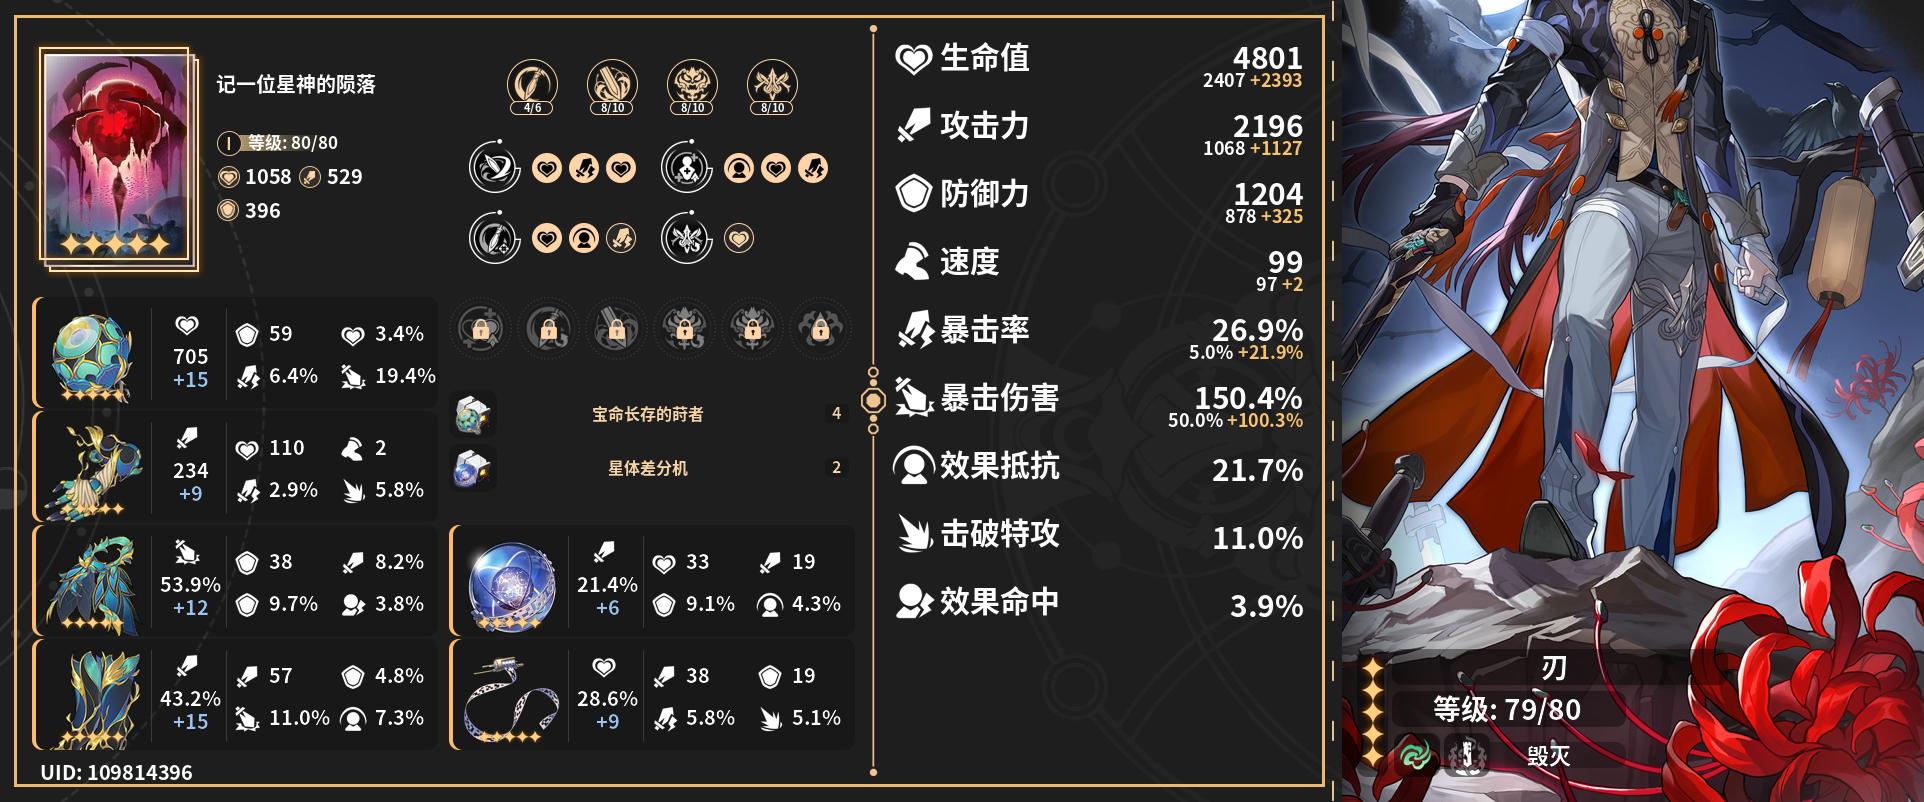 记一位星神的陨落
I 等级: 80/80
1058 529
396
4/6 8/10 8/10 8/10
705
+15
59 3.4%
6.4% 19.4%
234
+9
110 2
2.9% 5.8%
53.9%
+12
38 8.2%
9.7% 3.8%
43.2%
+15
57 4.8%
11.0% 7.3%
宝命长存的莳者 4
星体差分机 2
21.4%
+6
33 19
9.1% 4.3%
28.6%
+9
38 19
5.8% 5.1%
UID: 109814396
生命值 4801
2407 +2393
攻击力 2196
1068 +1127
防御力 1204
878 +325
速度 99
97 +2
暴击率 26.9%
5.0% +21.9%
暴击伤害 150.4%
50.0% +100.3%
效果抵抗 21.7%
击破特攻 11.0%
效果命中 3.9%
刃
等级: 79/80
毁灭